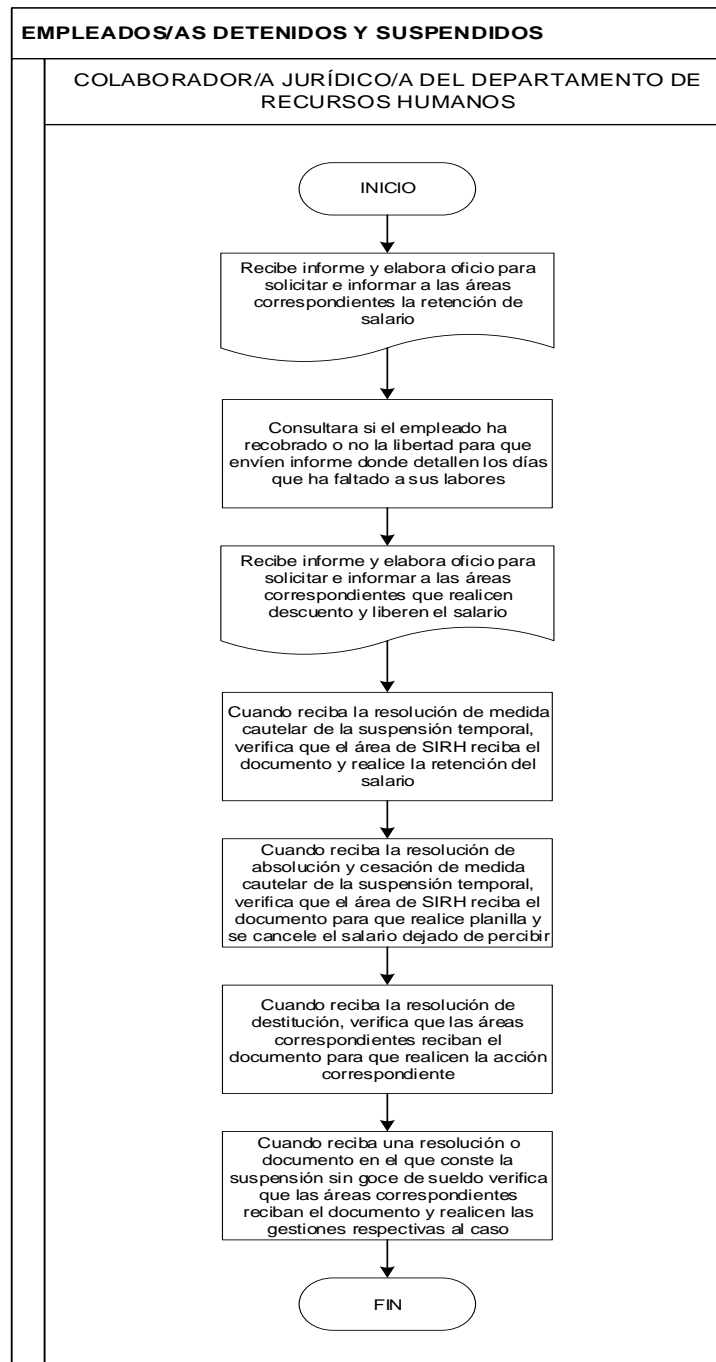 EMPLEADOS/AS DETENIDOS Y SUSPENDIDOS
COLABORADOR/A JURÍDICO/A DEL DEPARTAMENTO DE
RECURSOS HUMANOS
INICIO
Recibe informe y elabora oficio para
solicitar e informar a las áreas
correspondientes la retención de
salario
Consultara si el empleado ha
recobrado o no la libertad para que
envíen informe donde detallen los días
que ha faltado a sus labores
Recibe informe y elabora oficio para
solicitar e informar a las áreas
correspondientes que realicen
descuento y liberen el salario
Cuando reciba la resolución de medida
cautelar de la suspensión temporal,
verifica que el área de SIRH reciba el
documento y realice la retención del
salario
Cuando reciba la resolución de
absolución y cesación de medida
cautelar de la suspensión temporal,
verifica que el área de SIRH reciba el
documento para que realice planilla y
se cancele el salario dejado de percibir
Cuando reciba la resolución de
destitución, verifica que las áreas
correspondientes reciban el
documento para que realicen la acción
correspondiente
Cuando reciba una resolución o
documento en el que conste la
suspensión sin goce de sueldo verifica
que las áreas correspondientes
reciban el documento y realicen las
gestiones respectivas al caso
FIN